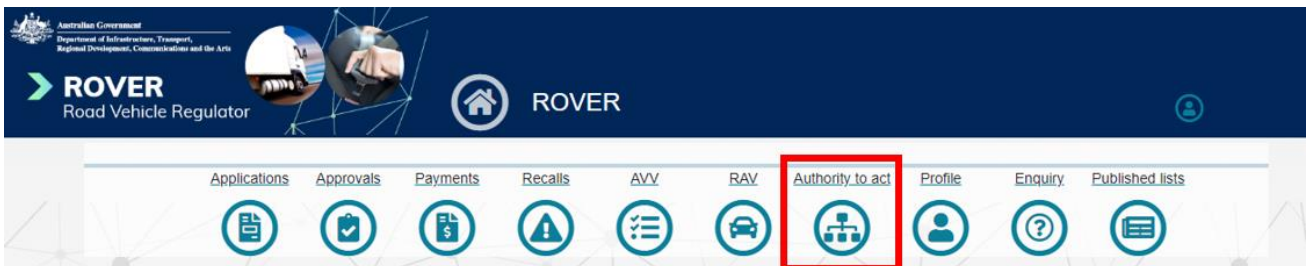 Australian Government
Department of Infrastructure, Transport,
Regional Development, Communications and the Arts
ROVER
Road Vehicle Regulator
ROVER
Applications Approvals Payments Recalls AVV RAV Authority to act Profile Enquiry Published lists